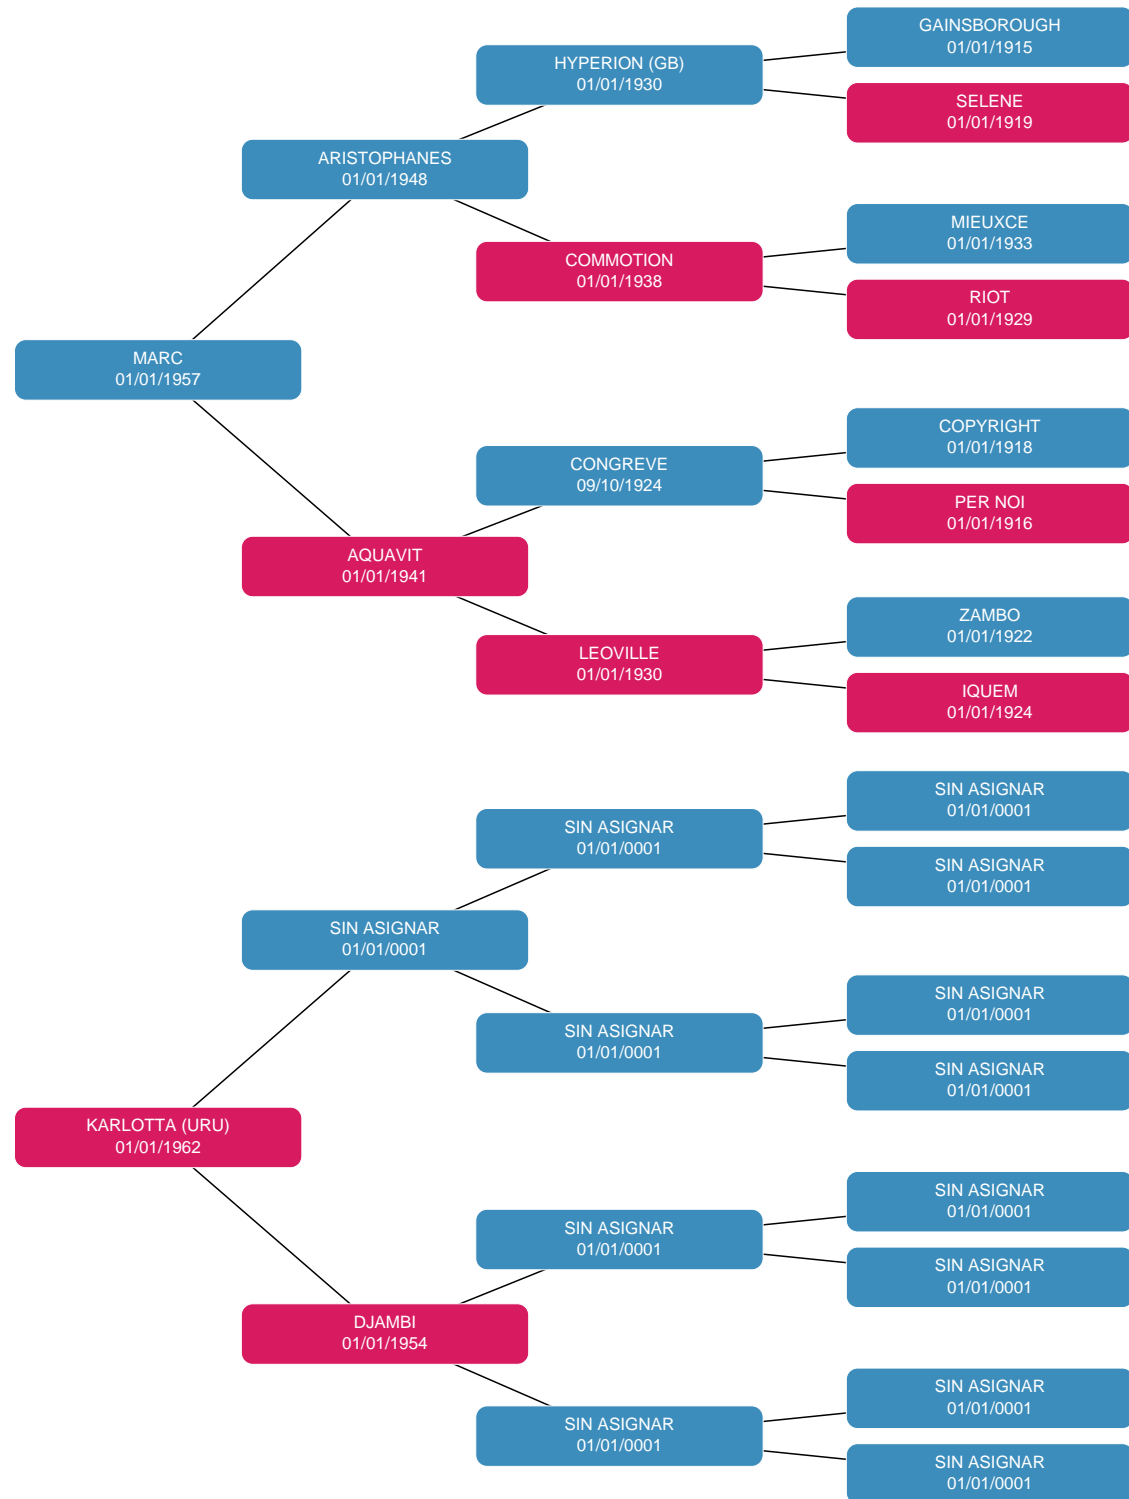 GAINSBOROUGH
01/01/1915
HYPERION (GB)
01/01/1930
SELENE
01/01/1919
ARISTOPHANES
01/01/1948
MIEUXCE
01/01/1933
COMMOTION
01/01/1938
RIOT
01/01/1929
MARC
01/01/1957
COPYRIGHT
01/01/1918
CONGREVE
09/10/1924
PER NOI
01/01/1916
AQUAVIT
01/01/1941
ZAMBO
01/01/1922
LEOVILLE
01/01/1930
IQUEM
01/01/1924
SIN ASIGNAR
01/01/0001
SIN ASIGNAR
01/01/0001
SIN ASIGNAR
01/01/0001
SIN ASIGNAR
01/01/0001
SIN ASIGNAR
01/01/0001
SIN ASIGNAR
01/01/0001
SIN ASIGNAR
01/01/0001
KARLOTTA (URU)
01/01/1962
SIN ASIGNAR
01/01/0001
SIN ASIGNAR
01/01/0001
SIN ASIGNAR
01/01/0001
DJAMBI
01/01/1954
SIN ASIGNAR
01/01/0001
SIN ASIGNAR
01/01/0001
SIN ASIGNAR
01/01/0001